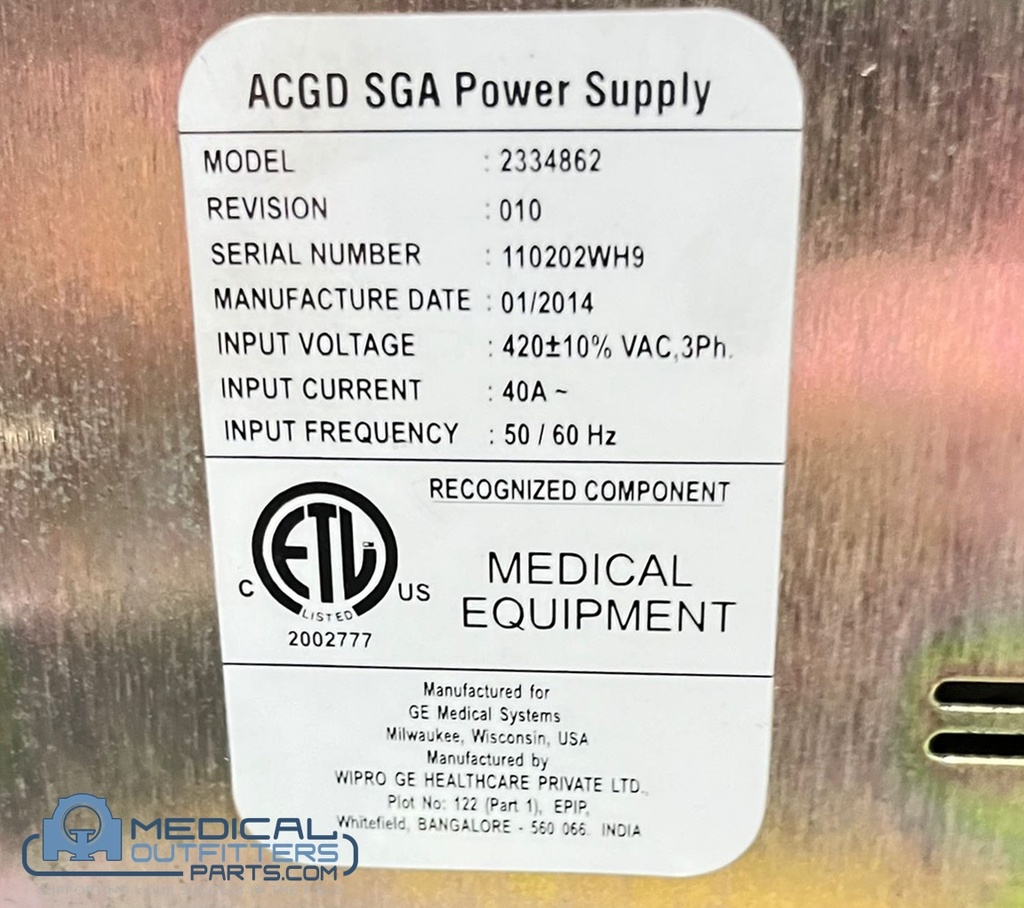 ACGD SGA Power Supply
MODEL : 2334862
REVISION : 010
SERIAL NUMBER : 110202WH9
MANUFACTURE DATE : 01/2014
INPUT VOLTAGE : 420±10% VAC,3Ph.
INPUT CURRENT : 40A ~
INPUT FREQUENCY : 50 / 60 Hz
RECOGNIZED COMPONENT
ETL
C US
LISTED
2002777
MEDICAL
EQUIPMENT
Manufactured for
GE Medical Systems
Milwaukee, Wisconsin, USA
Manufactured by
WIPRO GE HEALTHCARE PRIVATE LTD.,
Plot No: 122 (Part 1), EPIP,
Whitefield, BANGALORE - 560 066. INDIA
MEDICAL
OUTFITTERS
PARTS.COM